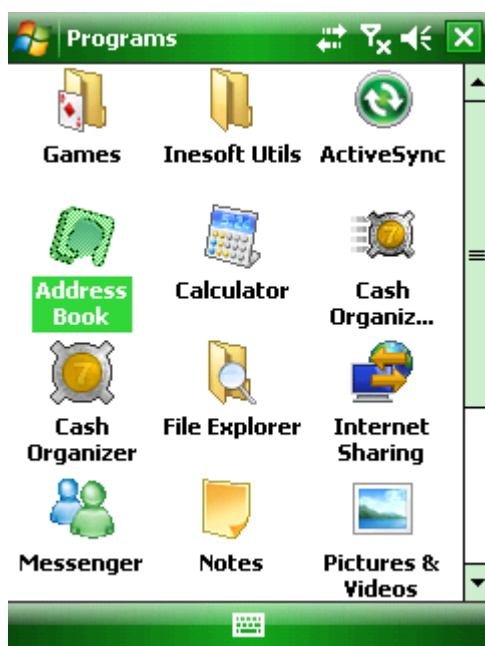 Programs
Games
Inesoft Utils
ActiveSync
Address
Book
Calculator
Cash
Organiz...
Cash
Organizer
File Explorer
Internet
Sharing
Messenger
Notes
Pictures &
Videos